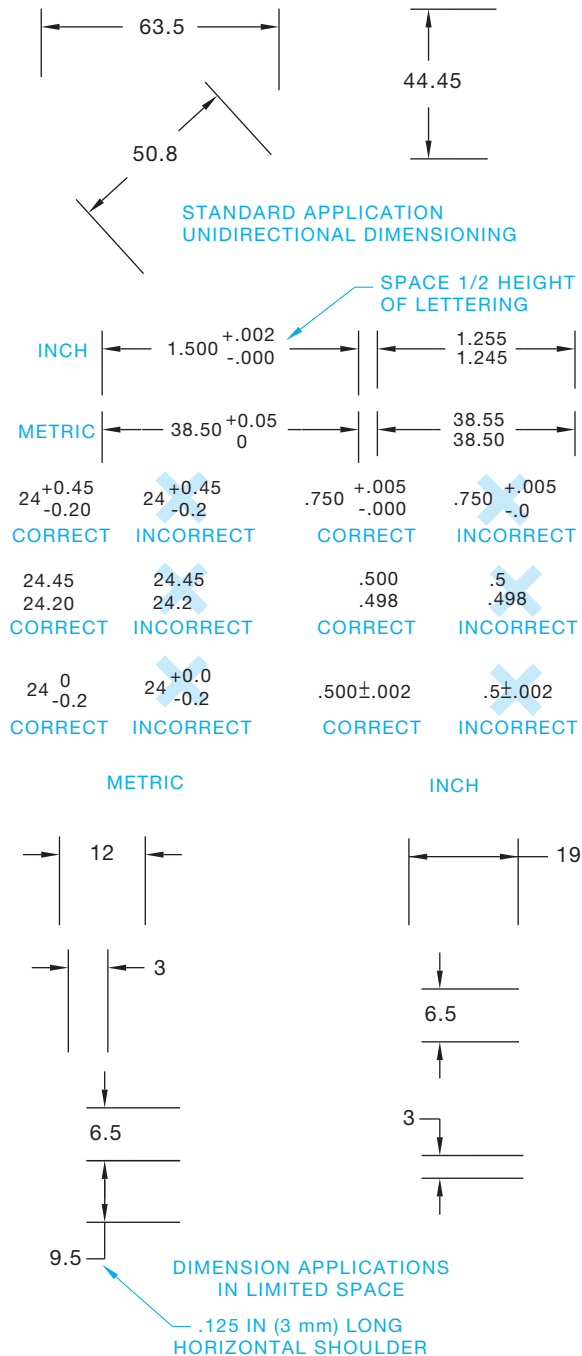 63.5
44.45
50.8
STANDARD APPLICATION
UNIDIRECTIONAL DIMENSIONING
SPACE 1/2 HEIGHT
OF LETTERING
INCH
1.500 +.002
-.000
1.255
1.245
METRIC
38.50 +0.05
0
38.55
38.50
24 +0.45
-0.20
CORRECT
24 +0.45
-0.2
INCORRECT
.750 +.005
-.000
CORRECT
.750 +.005
-.0
INCORRECT
24.45
24.20
CORRECT
24.45
24.2
INCORRECT
.500
.498
CORRECT
.5
.498
INCORRECT
24 0
-0.2
CORRECT
24 +0.0
-0.2
INCORRECT
.500±.002
CORRECT
.5±.002
INCORRECT
METRIC
INCH
12
19
3
6.5
6.5
3
9.5
DIMENSION APPLICATIONS
IN LIMITED SPACE
.125 IN (3 mm) LONG
HORIZONTAL SHOULDER